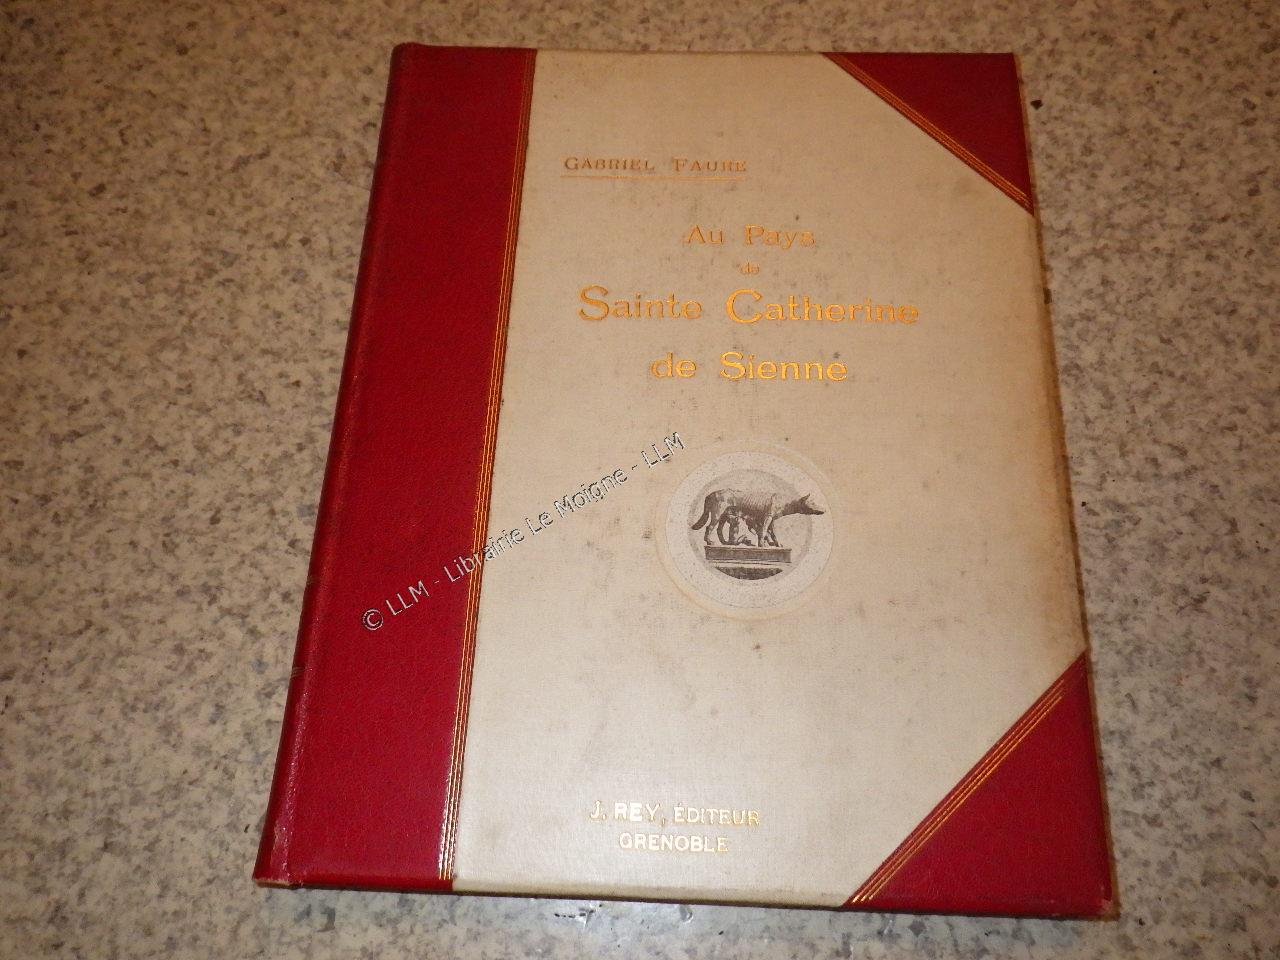 GABRIEL FAURE
Au Pays
de
Sainte Catherine
de Sienne
© LLM - Librairie Le Moigne - LLM
J. REY, ÉDITEUR
GRENOBLE